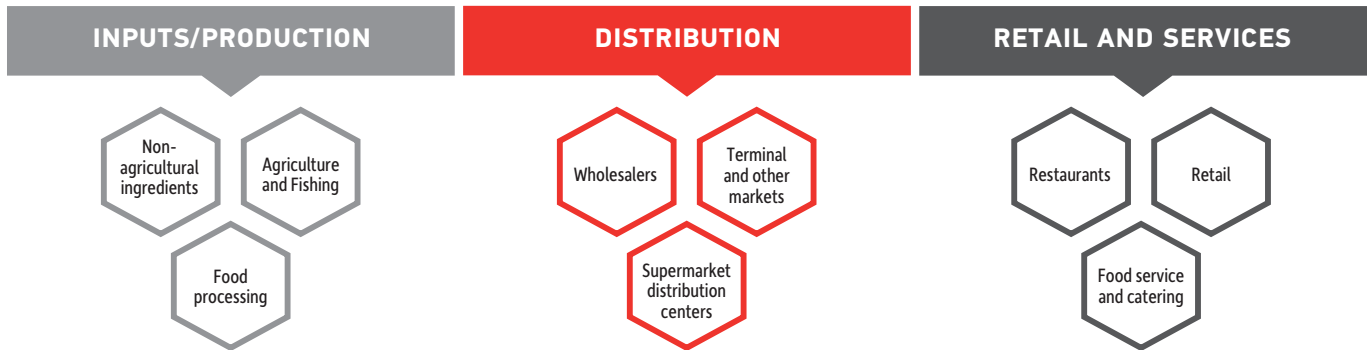 INPUTS/PRODUCTION
Non-
agricultural
ingredients
Agriculture
and Fishing
Food
processing
DISTRIBUTION
Wholesalers
Terminal
and other
markets
Supermarket
distribution
centers
RETAIL AND SERVICES
Restaurants
Retail
Food service
and catering